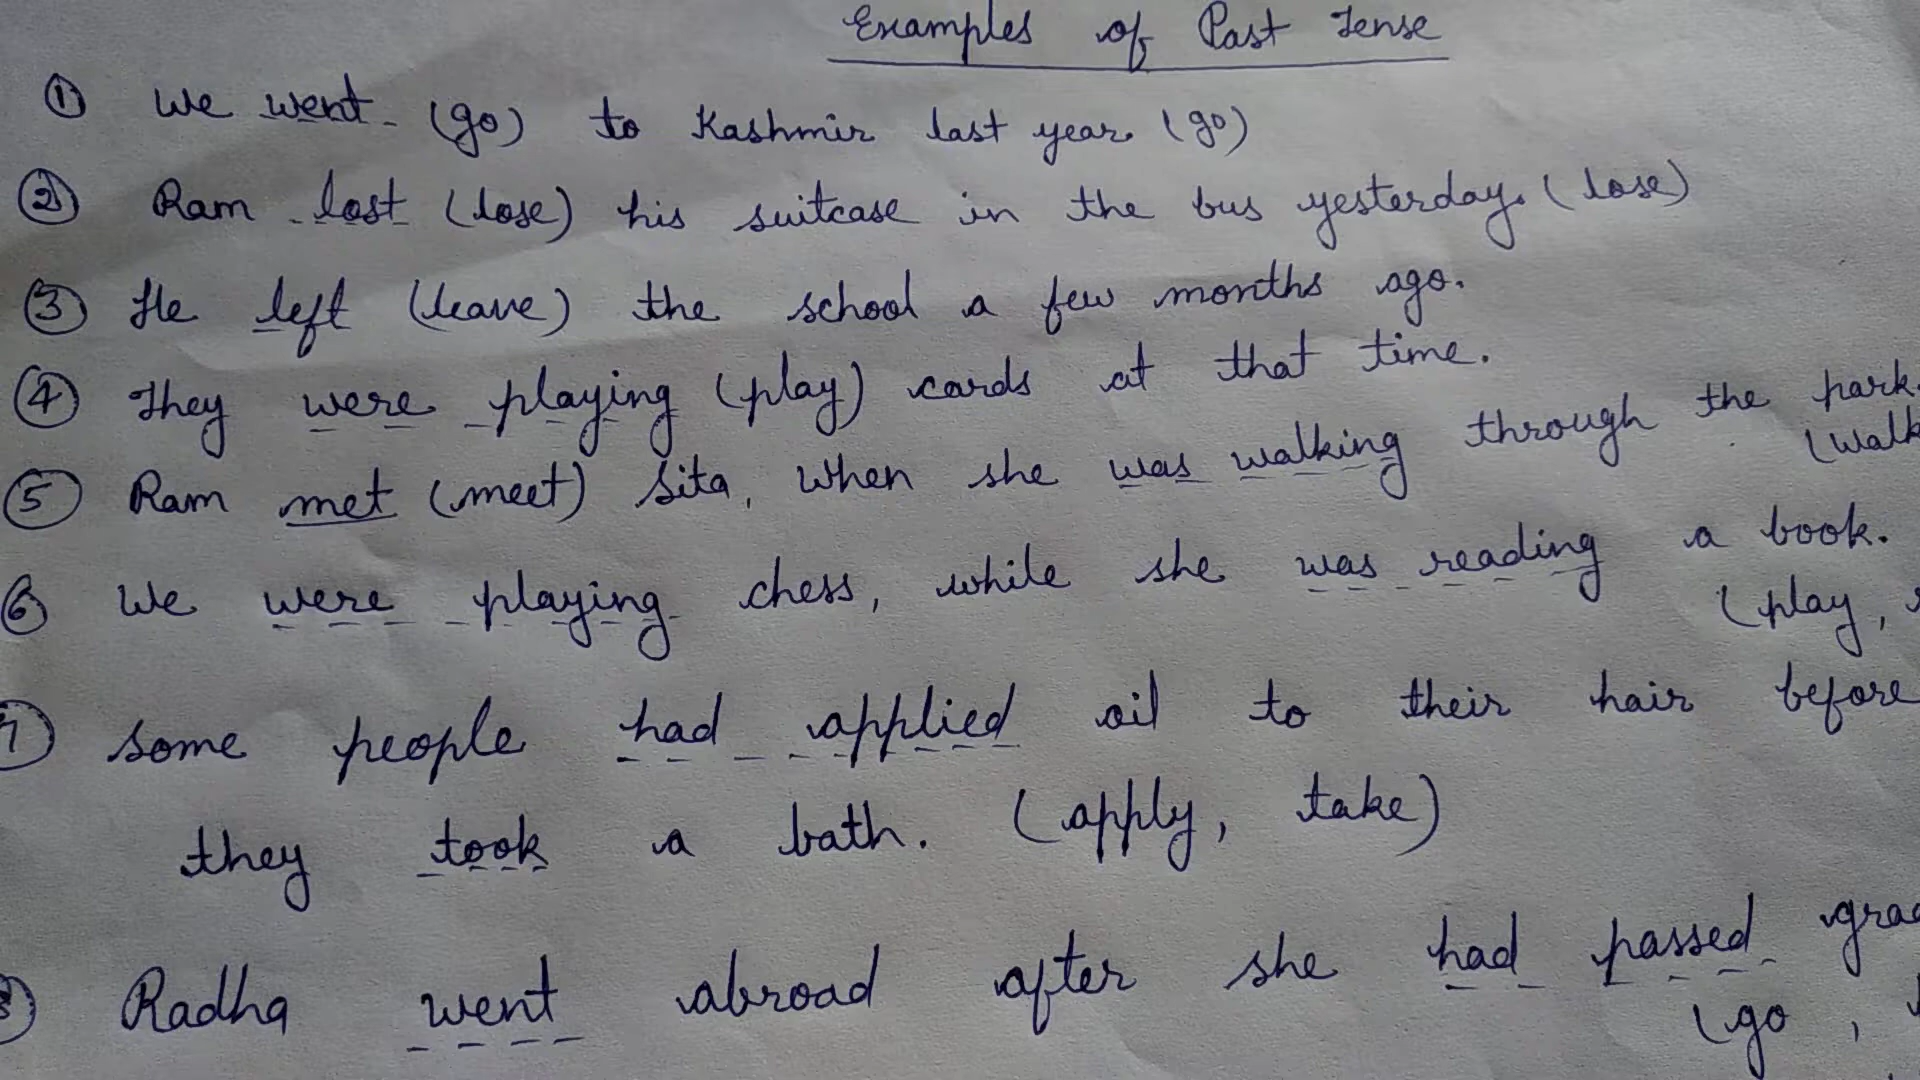 Examples of Past Tense
① We went (go) to Kashmir last year. (go)
② Ram lost (lose) his suitcase in the bus yesterday. (lose)
③ He left (leave) the school a few months ago.
④ They were playing (play) cards at that time.
⑤ Ram met (meet) Sita, when she was walking through the park.
(walk
⑥ We were playing chess, while she was reading a book.
(play,
7 Some people had applied oil to their hair before
they took a bath. (apply, take)
Radha went abroad after she had passed
(go,